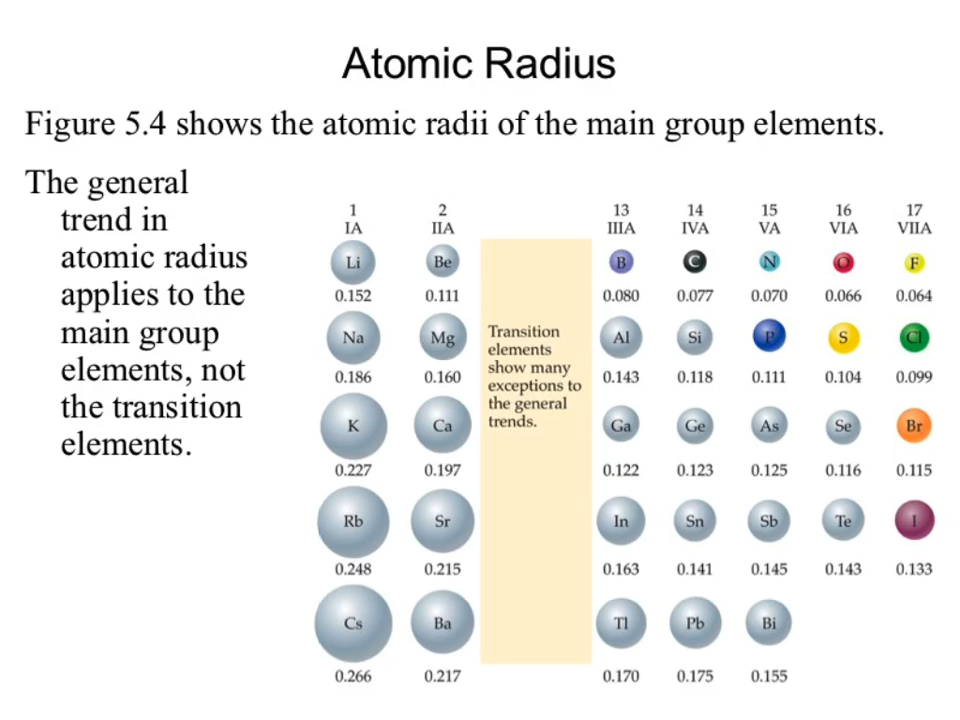 Atomic Radius
Figure 5.4 shows the atomic radii of the main group elements.
The general
trend in
atomic radius
applies to the
main group
elements, not
the transition
elements.
1 2 13 14 15 16 17
IA IIA IIIA IVA VA VIA VIIA
Li Be B C N O F
0.152 0.111 0.080 0.077 0.070 0.066 0.064
Na Mg Al Si P S Cl
0.186 0.160 0.143 0.118 0.111 0.104 0.099
Transition
elements
show many
exceptions to
the general
trends.
K Ca Ga Ge As Se Br
0.227 0.197 0.122 0.123 0.125 0.116 0.115
Rb Sr In Sn Sb Te I
0.248 0.215 0.163 0.141 0.145 0.143 0.133
Cs Ba Tl Pb Bi
0.266 0.217 0.170 0.175 0.155